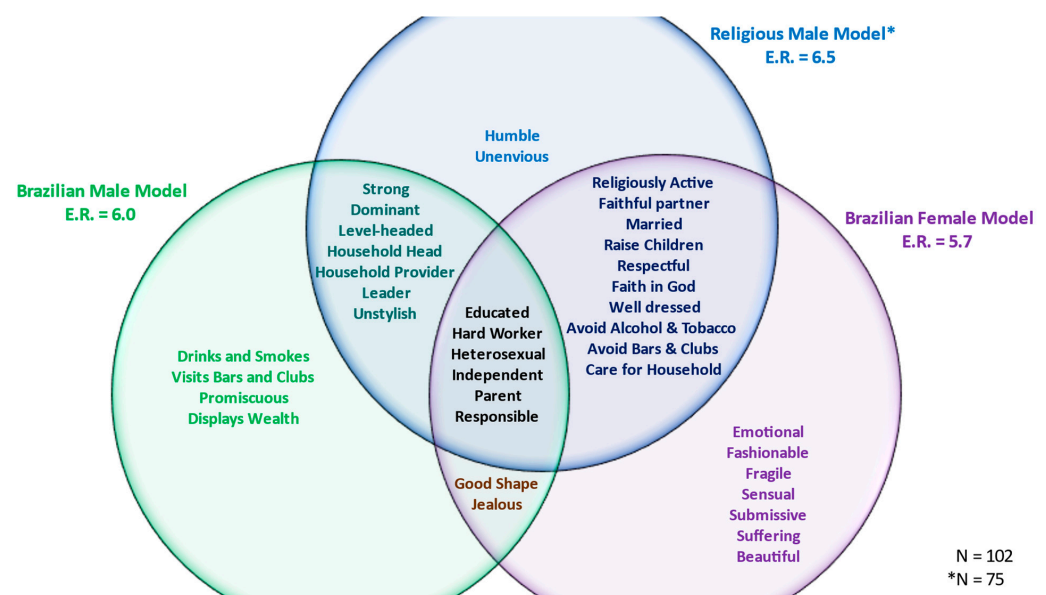 Religious Male Model*
E.R. = 6.5
Humble
Unenvious
Brazilian Male Model
E.R. = 6.0
Strong
Dominant
Level-headed
Household Head
Household Provider
Leader
Unstylish
Religiously Active
Faithful partner
Married
Raise Children
Respectful
Faith in God
Well dressed
Avoid Alcohol & Tobacco
Avoid Bars & Clubs
Care for Household
Brazilian Female Model
E.R. = 5.7
Educated
Hard Worker
Heterosexual
Independent
Parent
Responsible
Drinks and Smokes
Visits Bars and Clubs
Promiscuous
Displays Wealth
Good Shape
Jealous
Emotional
Fashionable
Fragile
Sensual
Submissive
Suffering
Beautiful
N = 102
*N = 75